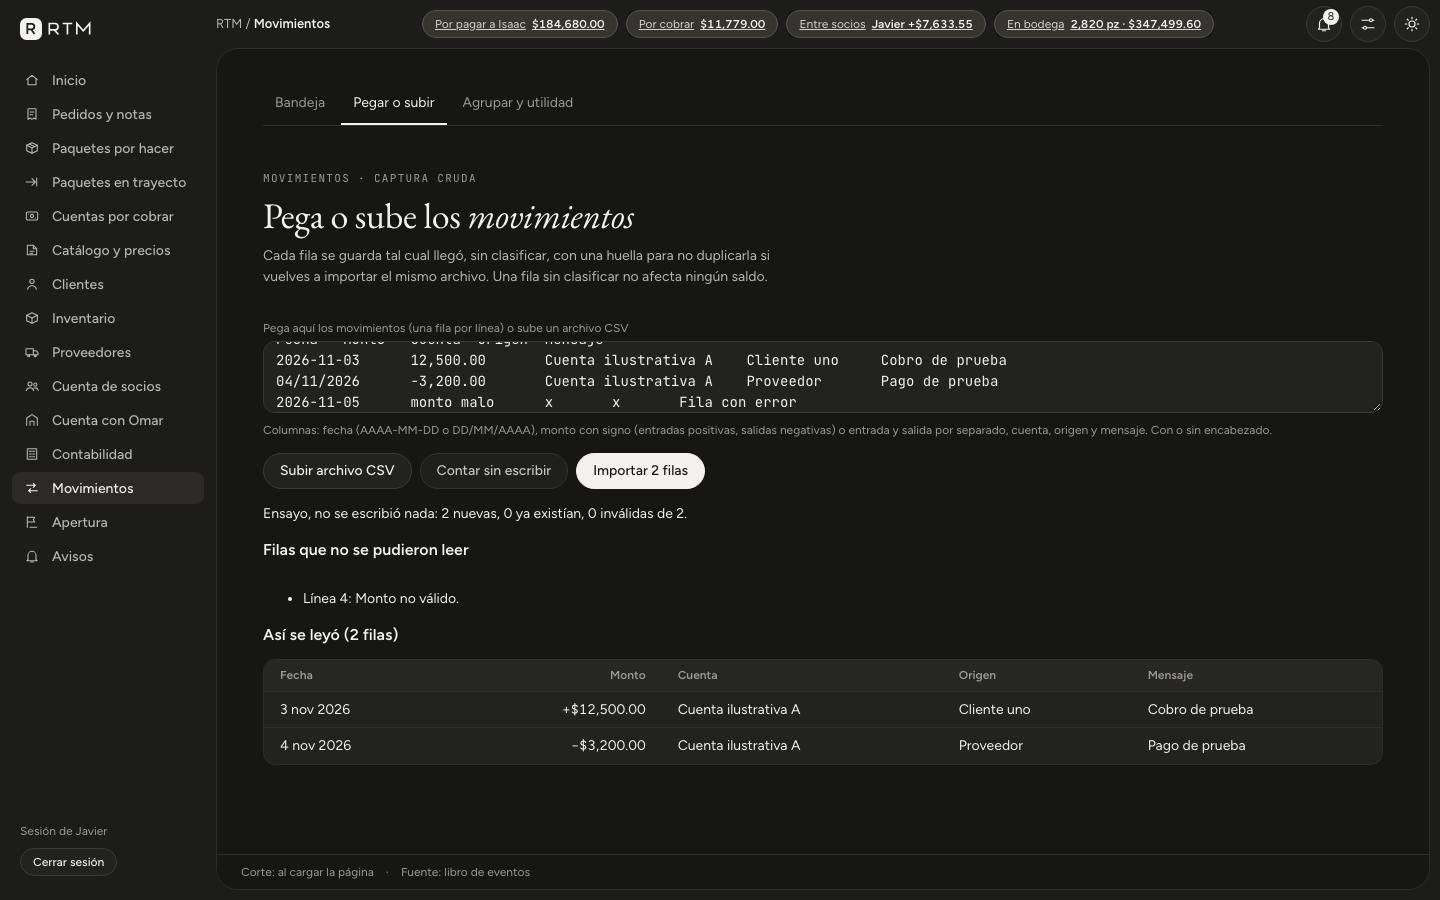 R RTM
RTM / Movimientos
Por pagar a Isaac $184,680.00
Por cobrar $11,779.00
Entre socios Javier +$7,633.55
En bodega 2,820 pz · $347,499.60
8
Inicio
Pedidos y notas
Paquetes por hacer
Paquetes en trayecto
Cuentas por cobrar
Catálogo y precios
Clientes
Inventario
Proveedores
Cuenta de socios
Cuenta con Omar
Contabilidad
Movimientos
Apertura
Avisos
Sesión de Javier
Cerrar sesión
Bandeja
Pegar o subir
Agrupar y utilidad
MOVIMIENTOS · CAPTURA CRUDA
Pega o sube los movimientos
Cada fila se guarda tal cual llegó, sin clasificar, con una huella para no duplicarla si
vuelves a importar el mismo archivo. Una fila sin clasificar no afecta ningún saldo.
Pega aquí los movimientos (una fila por línea) o sube un archivo CSV
2026-11-03 12,500.00 Cuenta ilustrativa A Cliente uno Cobro de prueba
04/11/2026 -3,200.00 Cuenta ilustrativa A Proveedor Pago de prueba
2026-11-05 monto malo x x Fila con error
Columnas: fecha (AAAA-MM-DD o DD/MM/AAAA), monto con signo (entradas positivas, salidas negativas) o entrada y salida por separado, cuenta, origen y mensaje. Con o sin encabezado.
Subir archivo CSV
Contar sin escribir
Importar 2 filas
Ensayo, no se escribió nada: 2 nuevas, 0 ya existían, 0 inválidas de 2.
Filas que no se pudieron leer
• Línea 4: Monto no válido.
Así se leyó (2 filas)
Fecha Monto Cuenta Origen Mensaje
3 nov 2026 +$12,500.00 Cuenta ilustrativa A Cliente uno Cobro de prueba
4 nov 2026 −$3,200.00 Cuenta ilustrativa A Proveedor Pago de prueba
Corte: al cargar la página · Fuente: libro de eventos